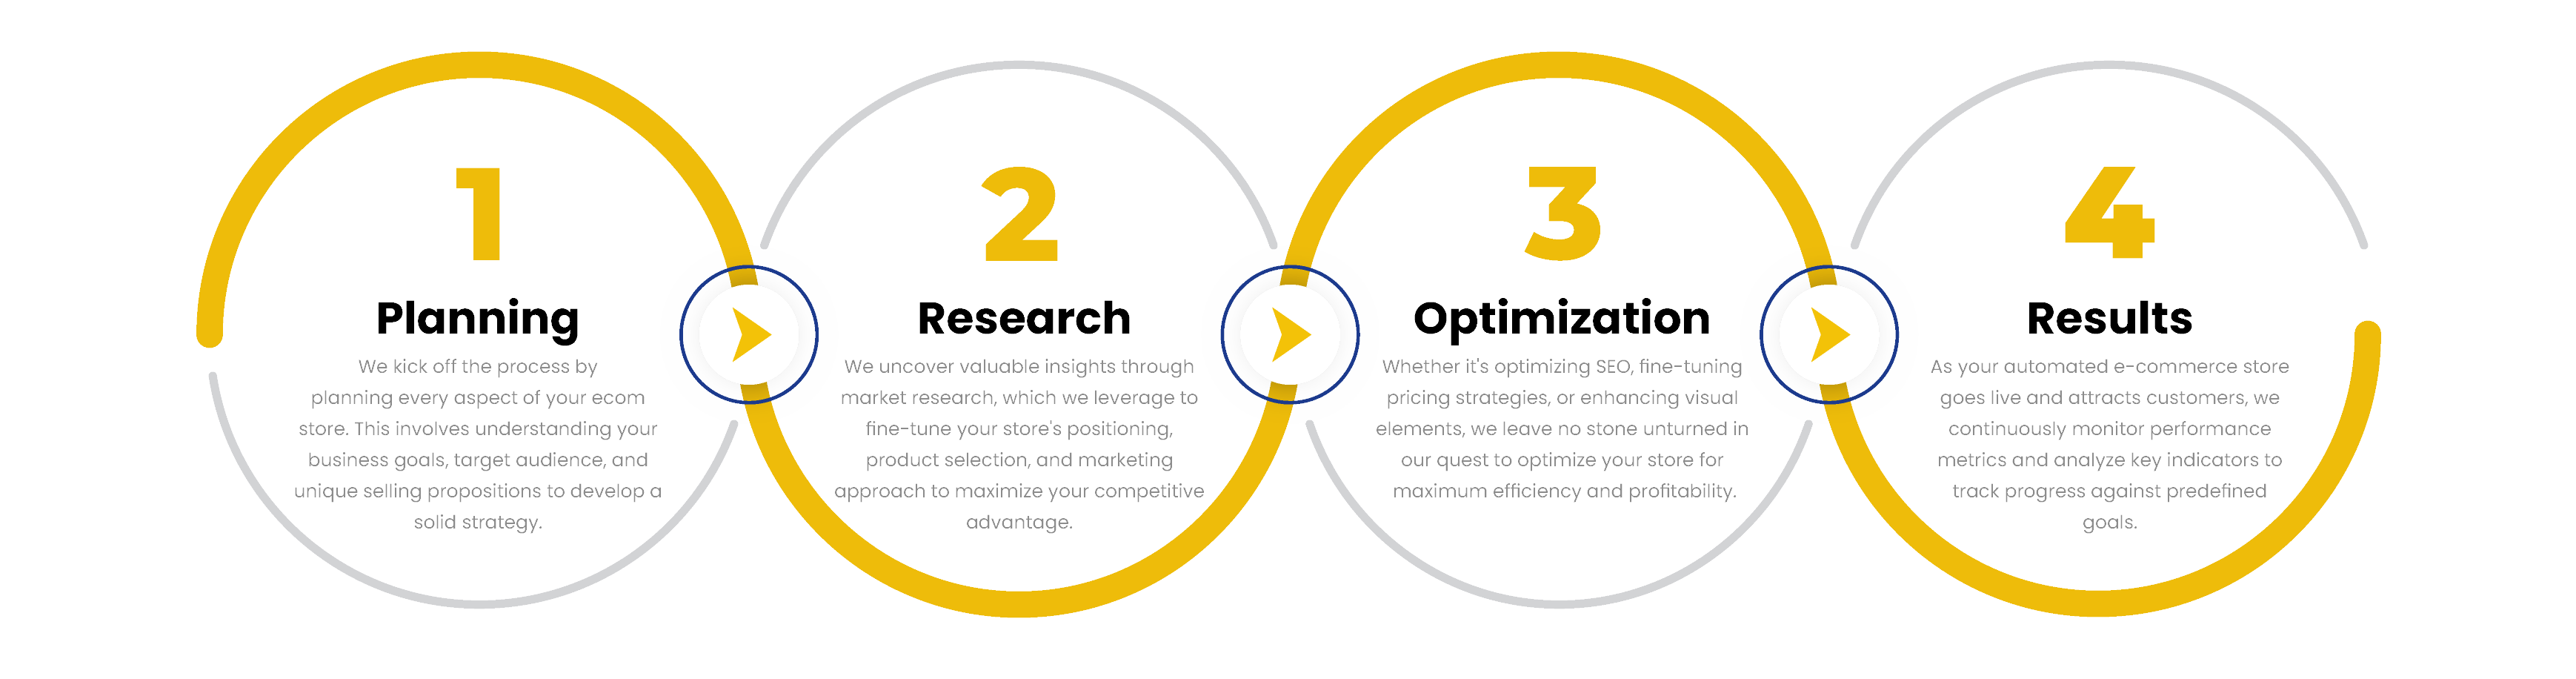 1
Planning
We kick off the process by
planning every aspect of your ecom
store. This involves understanding your
business goals, target audience, and
unique selling propositions to develop a
solid strategy.
2
Research
We uncover valuable insights through
market research, which we leverage to
fine-tune your store's positioning,
product selection, and marketing
approach to maximize your competitive
advantage.
3
Optimization
Whether it's optimizing SEO, fine-tuning
pricing strategies, or enhancing visual
elements, we leave no stone unturned in
our quest to optimize your store for
maximum efficiency and profitability.
4
Results
As your automated e-commerce store
goes live and attracts customers, we
continuously monitor performance
metrics and analyze key indicators to
track progress against predefined
goals.